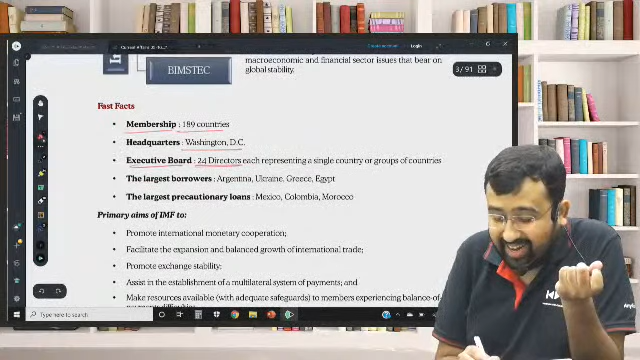 Current Affairs
Login
macroeconomic and financial sector issues that bear on
global stability.
BIMSTEC
3/91
Fast Facts
• Membership : 189 countries
• Headquarters : Washington, D.C.
• Executive Board : 24 Directors each representing a single country or groups of countries
• The largest borrowers : Argentina, Ukraine, Greece, Egypt
• The largest precautionary loans : Mexico, Colombia, Morocco
Primary aims of IMF to:
• Promote international monetary cooperation;
• Facilitate the expansion and balanced growth of international trade;
• Promote exchange stability;
• Assist in the establishment of a multilateral system of payments; and
• Make resources available (with adequate safeguards) to members experiencing balance-of-
Type here to search